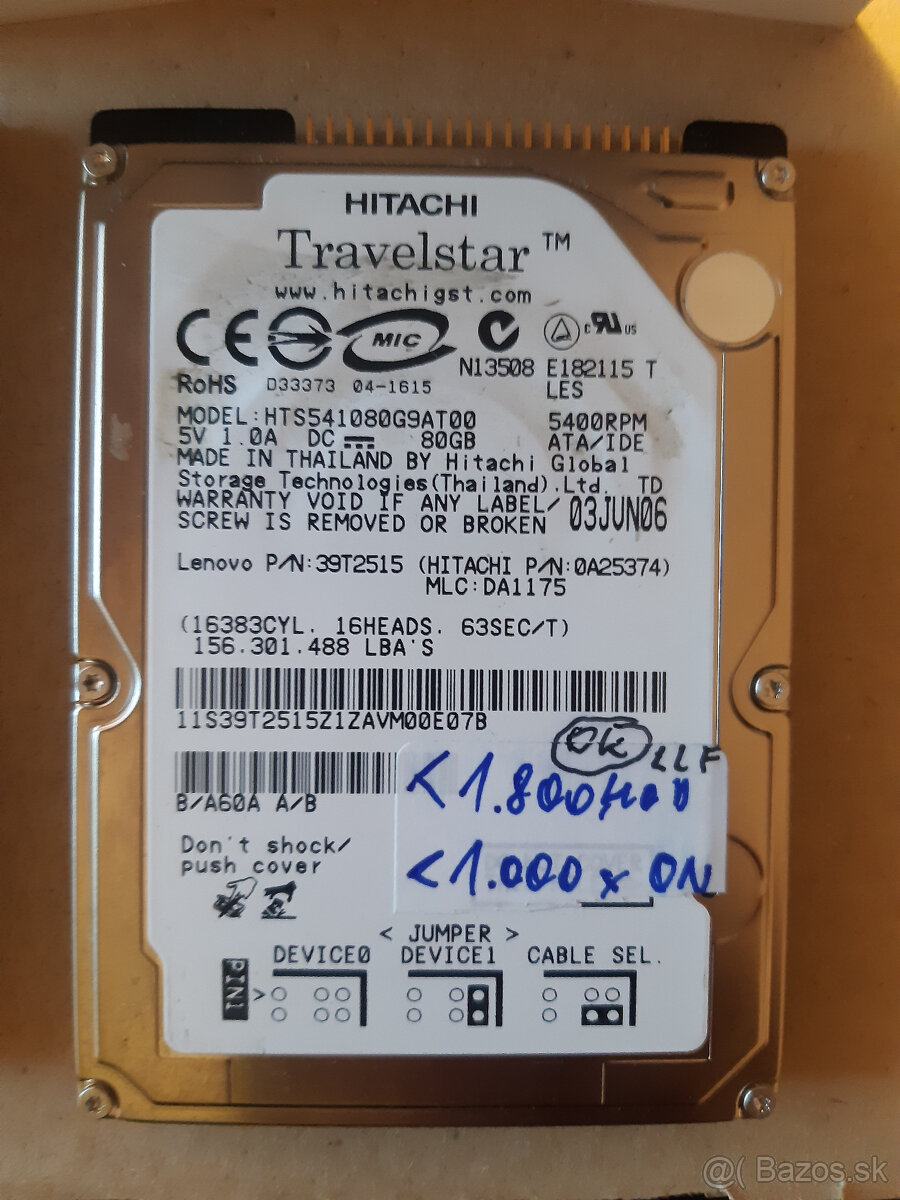 HITACHI
Travelstar™
www.hitachigst.com
CE MIC c RU US
N13508 E182115 T
RoHS D33373 04-1615 LES
MODEL:HTS541080G9AT00 5400RPM
5V 1.0A DC 80GB ATA/IDE
MADE IN THAILAND BY Hitachi Global
Storage Technologies(Thailand).Ltd. TD
WARRANTY VOID IF ANY LABEL/ 03JUN06
SCREW IS REMOVED OR BROKEN
Lenovo P/N:39T2515 (HITACHI P/N:0A25374)
MLC:DA1175
(16383CYL. 16HEADS. 63SEC/T)
156.301.488 LBA'S
11S39T2515Z1ZAVM00E07B
OK LLF
<1.800HOD
B/A60A A/B
Don't shock/
push cover
<1.000 x ON
< JUMPER >
DEVICE0 DEVICE1 CABLE SEL.
PIN1 >
@( Bazos.sk